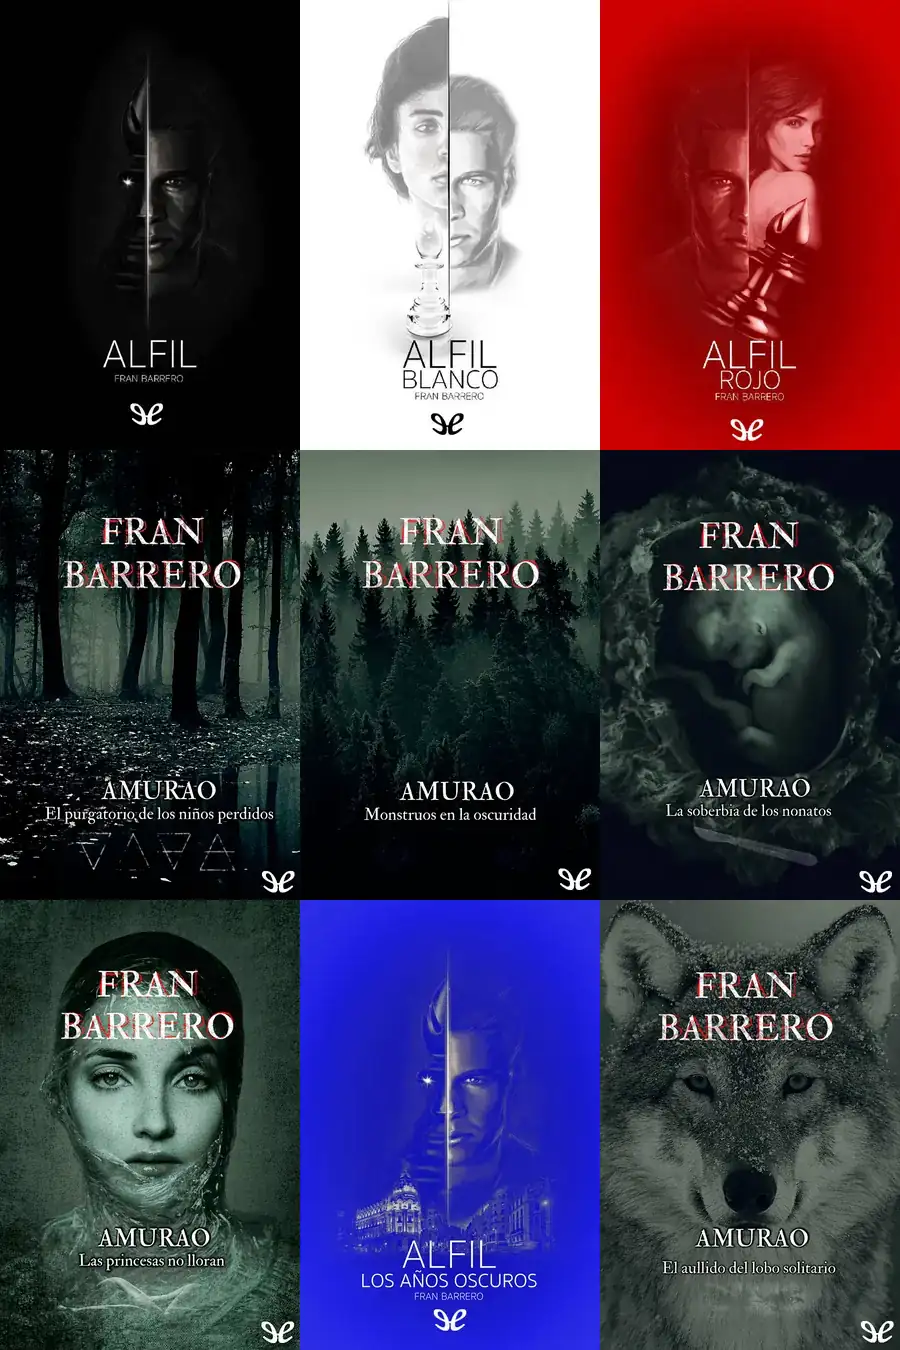 ALFIL
FRAN BARRERO
ALFIL
BLANCO
FRAN BARRERO
ALFIL
ROJO
FRAN BARRERO
FRAN
BARRERO
AMURAO
El purgatorio de los niños perdidos
FRAN
BARRERO
AMURAO
Monstruos en la oscuridad
FRAN
BARRERO
AMURAO
La soberbia de los nonatos
FRAN
BARRERO
AMURAO
Las princesas no lloran
ALFIL
LOS AÑOS OSCUROS
FRAN BARRERO
FRAN
BARRERO
AMURAO
El aullido del lobo solitario